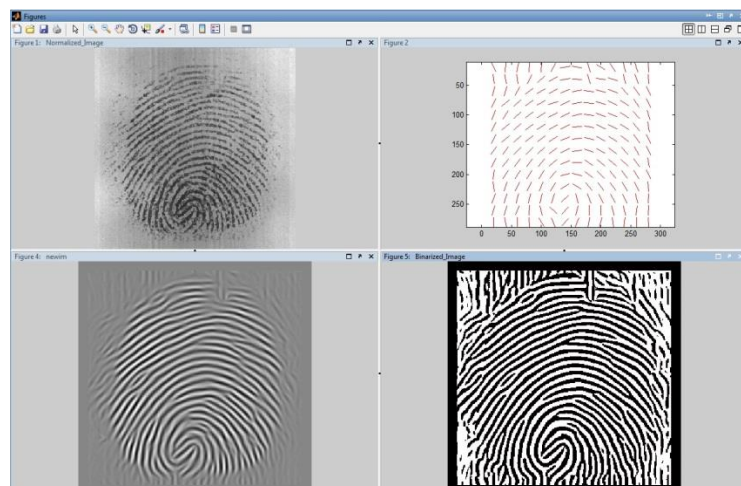 Figures
Figure 1: Normalized_Image
Figure 2
50
100
150
200
250
0 50 100 150 200 250 300
Figure 4: newim
Figure 5: Binarized_Image